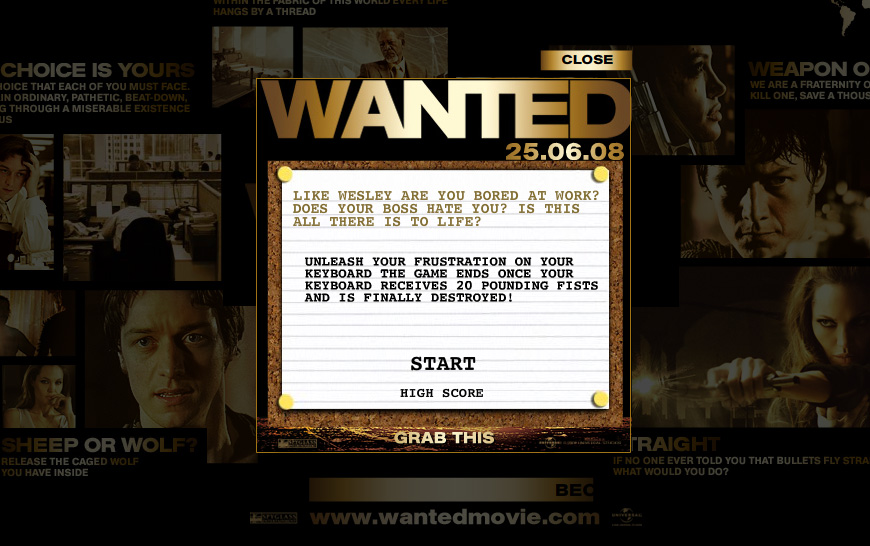 WITHIN THE FABRIC OF THIS WORLD EVERY LIFE
HANGS BY A THREAD
CLOSE
CHOICE IS YOURS
HOICE THAT EACH OF YOU MUST FACE.
IN ORDINARY, PATHETIC, BEAT-DOWN,
G THROUGH A MISERABLE EXISTENCE
US
WEAPON O
WE ARE A FRATERNITY
KILL ONE, SAVE A THOUS
WANTED
25.06.08
LIKE WESLEY ARE YOU BORED AT WORK?
DOES YOUR BOSS HATE YOU? IS THIS
ALL THERE IS TO LIFE?
UNLEASH YOUR FRUSTRATION ON YOUR
KEYBOARD THE GAME ENDS ONCE YOUR
KEYBOARD RECEIVES 20 POUNDING FISTS
AND IS FINALLY DESTROYED!
START
HIGH SCORE
GRAB THIS
SHEEP OR WOLF?
RELEASE THE CAGED WOLF
YOU HAVE INSIDE
TRAIGHT
IF NO ONE EVER TOLD YOU THAT BULLETS FLY STRA
WHAT WOULD YOU DO?
BEC
www.wantedmovie.com
SPYGLASS
UNIVERSAL